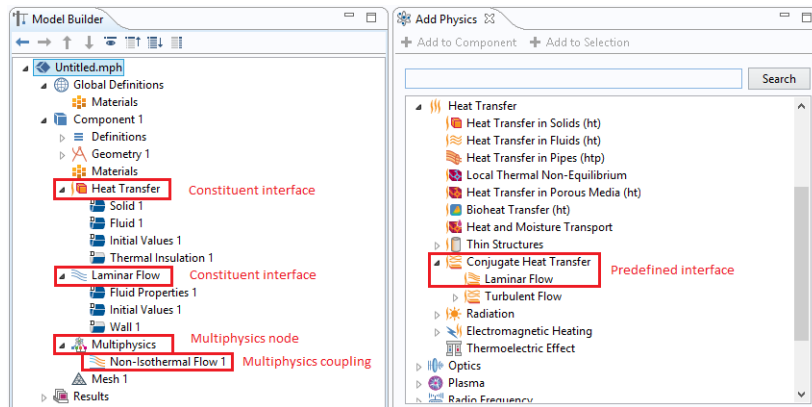 Model Builder
Untitled.mph
Global Definitions
Materials
Component 1
Definitions
Geometry 1
Materials
Heat Transfer
Constituent interface
Solid 1
Fluid 1
Initial Values 1
Thermal Insulation 1
Laminar Flow
Constituent interface
Fluid Properties 1
Initial Values 1
Wall 1
Multiphysics
Multiphysics node
Non-Isothermal Flow 1
Multiphysics coupling
Mesh 1
Results
Add Physics
Add to Component
Add to Selection
Search
Heat Transfer
Heat Transfer in Solids (ht)
Heat Transfer in Fluids (ht)
Heat Transfer in Pipes (htp)
Local Thermal Non-Equilibrium
Heat Transfer in Porous Media (ht)
Bioheat Transfer (ht)
Heat and Moisture Transport
Thin Structures
Conjugate Heat Transfer
Predefined interface
Laminar Flow
Turbulent Flow
Radiation
Electromagnetic Heating
Thermoelectric Effect
Optics
Plasma
Radio Frequency